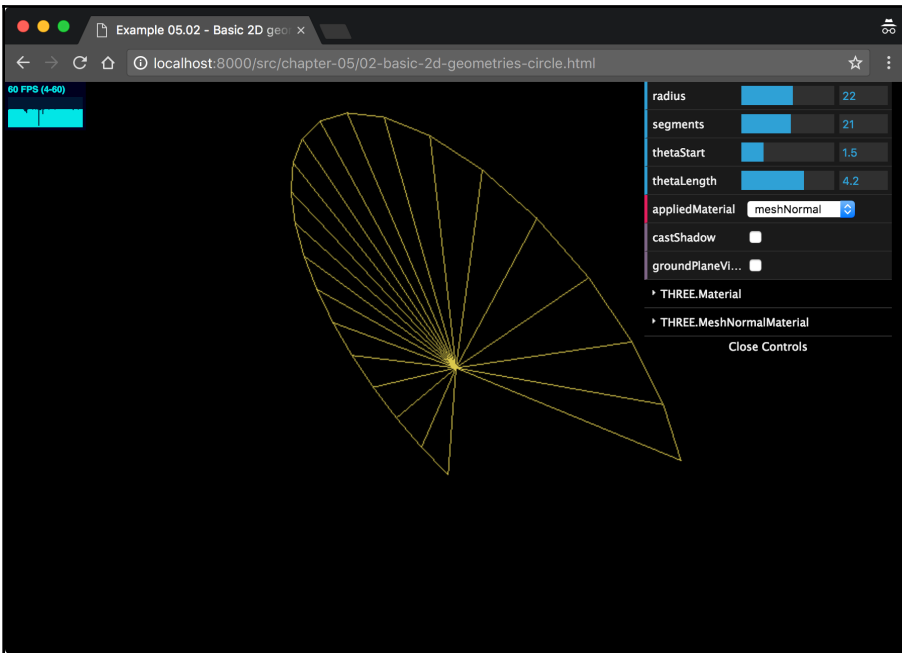 Example 05.02 - Basic 2D geo
localhost:8000/src/chapter-05/02-basic-2d-geometries-circle.html
60 FPS (4-60)
radius 22
segments 21
thetaStart 1.5
thetaLength 4.2
appliedMaterial meshNormal
castShadow
groundPlaneVi...
THREE.Material
THREE.MeshNormalMaterial
Close Controls